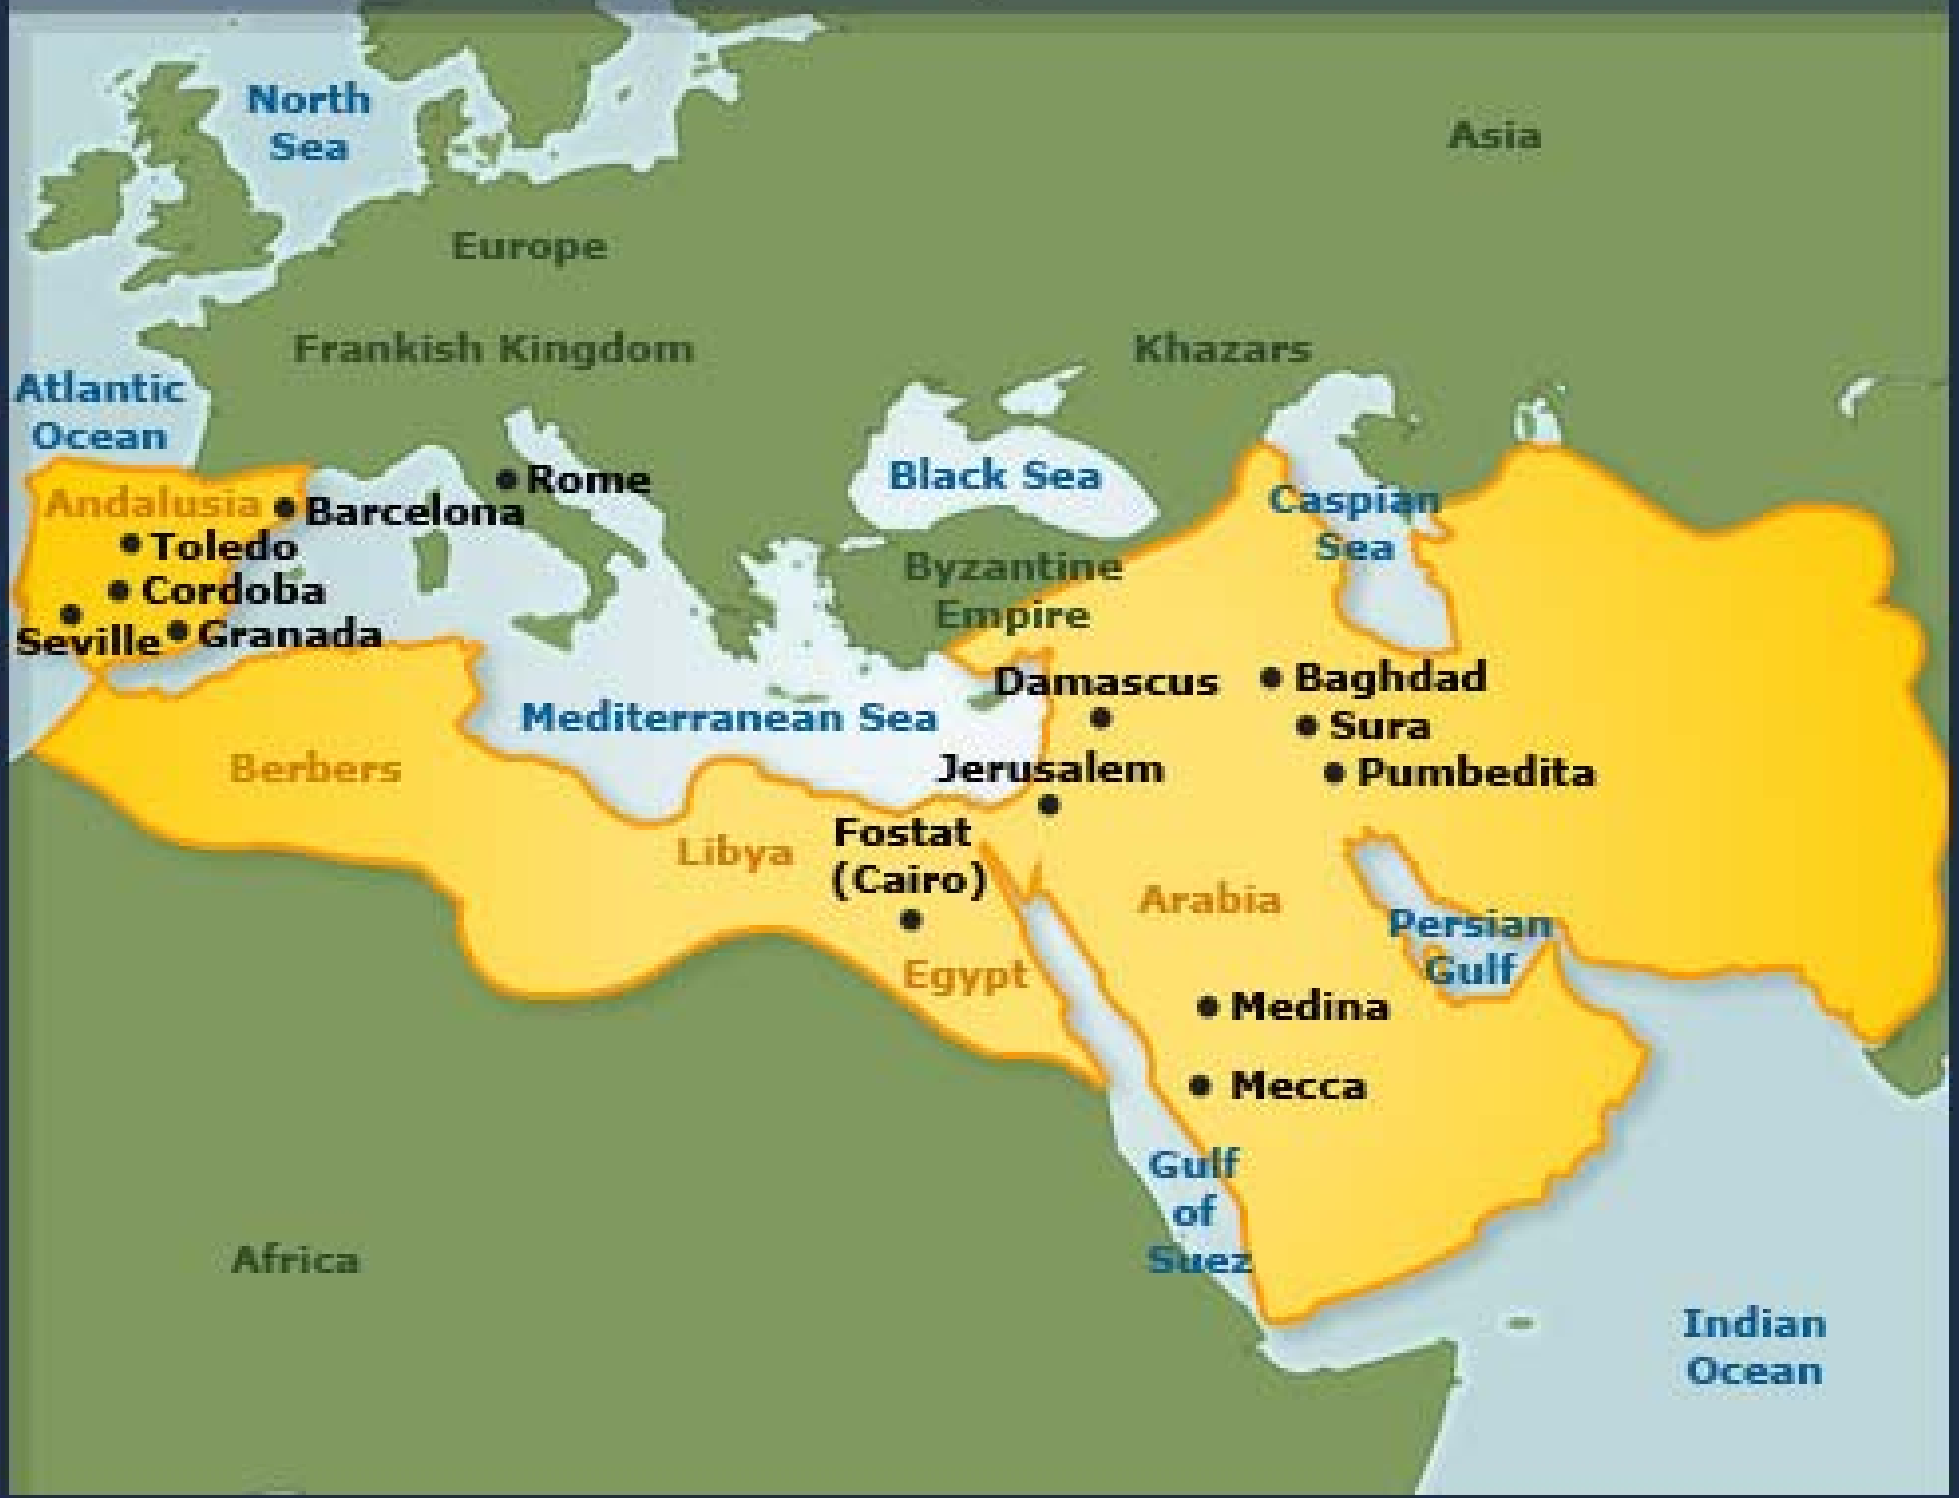 North
Sea
Asia
Europe
Frankish Kingdom
Khazars
Atlantic
Ocean
Black Sea
Rome
Caspian
Sea
Andalusia
Barcelona
Toledo
Cordoba
Seville
Granada
Byzantine
Empire
Damascus
Baghdad
Mediterranean Sea
Sura
Berbers
Jerusalem
Pumbedita
Libya
Fostat
(Cairo)
Arabia
Persian
Gulf
Egypt
Medina
Mecca
Gulf
of
Suez
Africa
Indian
Ocean